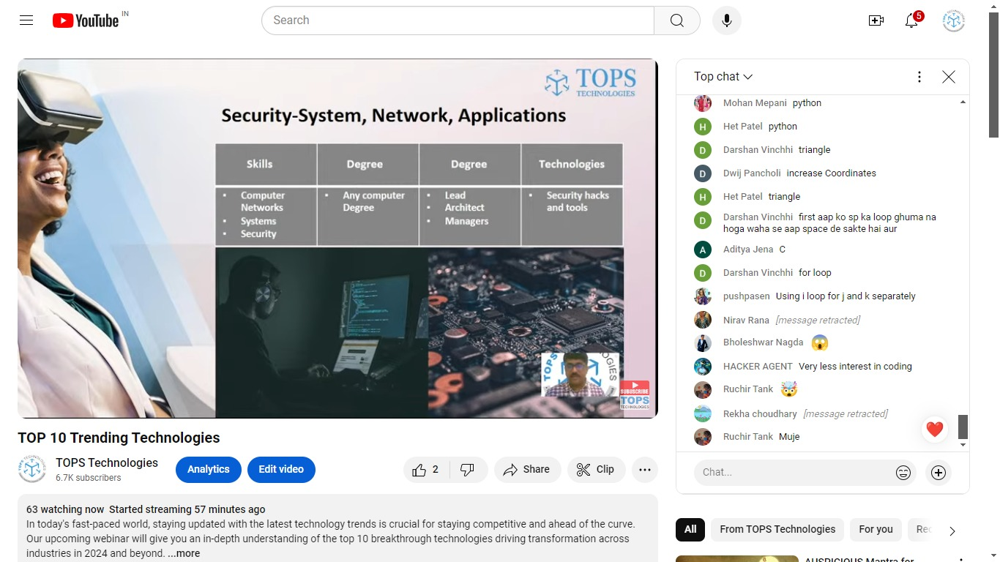 YouTube IN
Search
5
TOPS
TECHNOLOGIES
Security-System, Network, Applications
Skills
Degree
Degree
Technologies
▪ Computer
Networks
▪ Systems
▪ Security
▪ Any computer
Degree
▪ Lead
▪ Architect
▪ Managers
▪ Security hacks
and tools
TOPS
OGIES
SUBSCRIBE
TOPS
TECHNOLOGIES
TOP 10 Trending Technologies
TOPS Technologies
6.7K subscribers
Analytics
Edit video
2
Share
Clip
63 watching now Started streaming 57 minutes ago
In today's fast-paced world, staying updated with the latest technology trends is crucial for staying competitive and ahead of the curve.
Our upcoming webinar will give you an in-depth understanding of the top 10 breakthrough technologies driving transformation across
industries in 2024 and beyond. ...more
Top chat
Mohan Mepani python
H Het Patel python
D Darshan Vinchhi triangle
D Dwij Pancholi increase Coordinates
H Het Patel triangle
D Darshan Vinchhi first aap ko sp ka loop ghuma na
hoga waha se aap space de sakte hai aur
A Aditya Jena C
D Darshan Vinchhi for loop
pushpasen Using i loop for j and k separately
Nirav Rana [message retracted]
Bholeshwar Nagda 😱
HACKER AGENT Very less interest in coding
Ruchir Tank 🤯
Rekha choudhary [message retracted]
Ruchir Tank Muje
Chat...
All
From TOPS Technologies
For you
Rec
AUSPICIOUS Mantra for